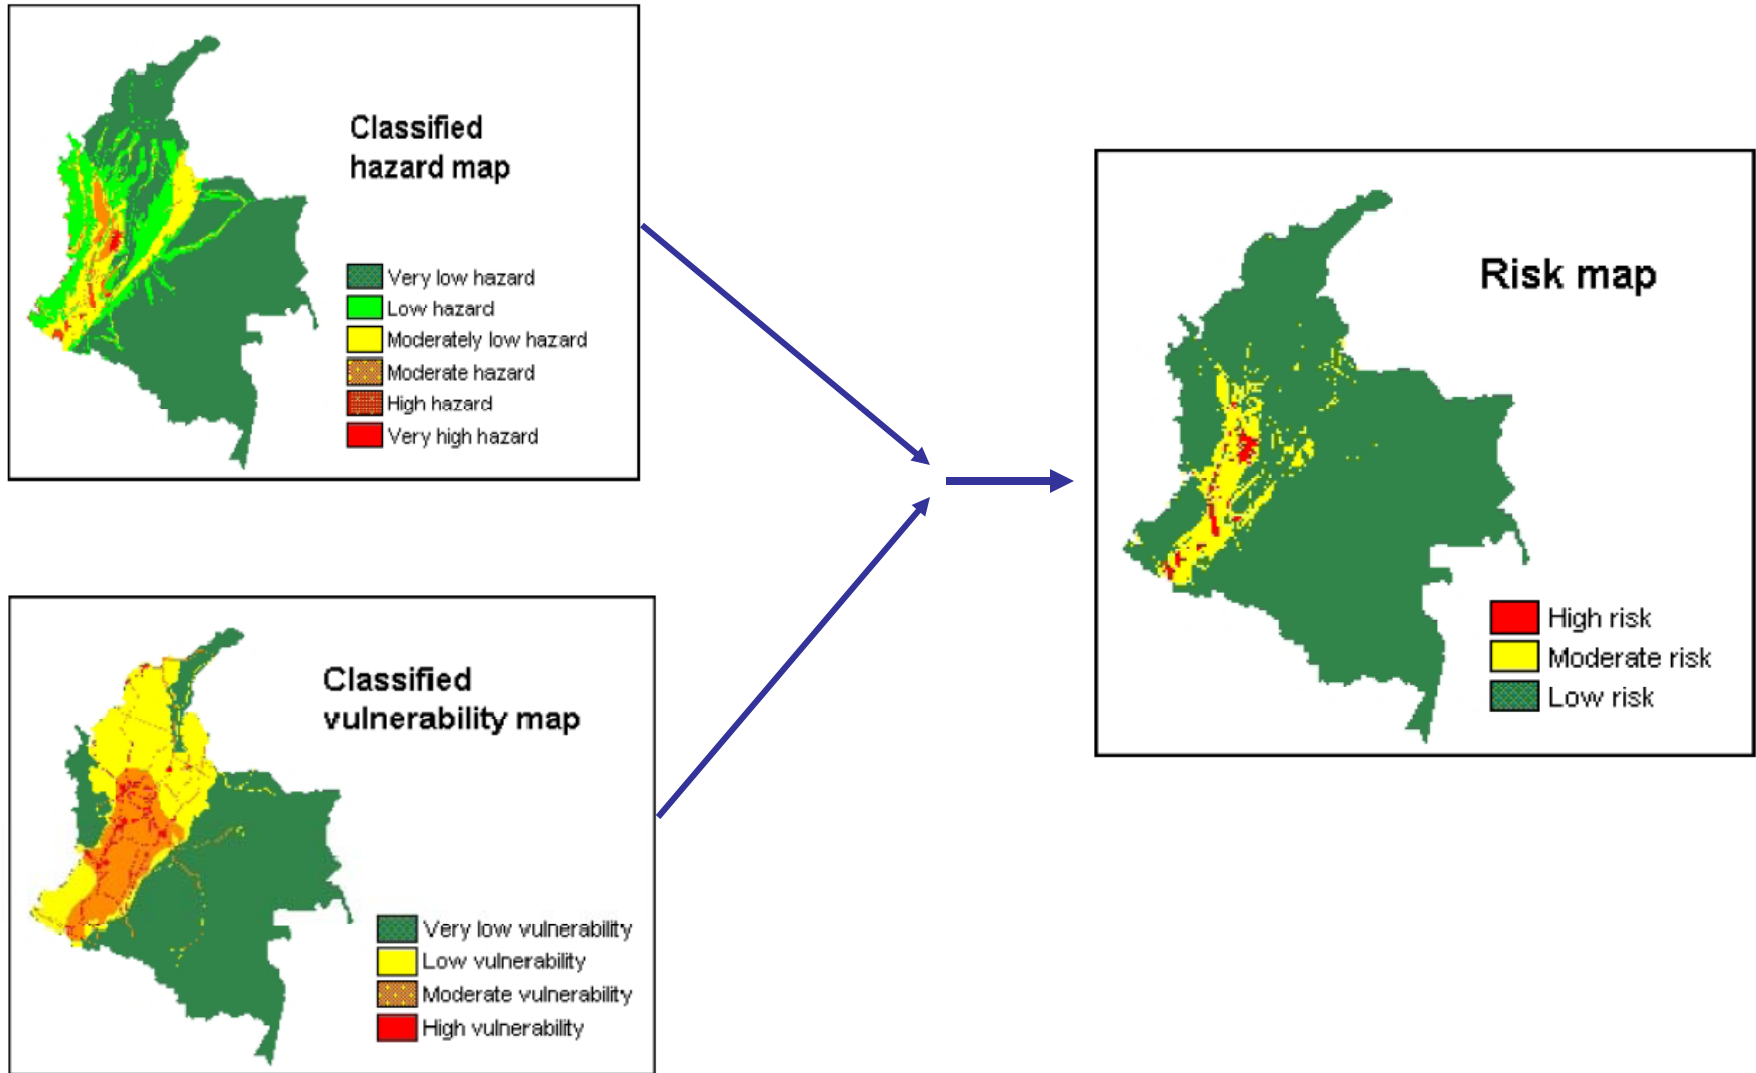 Classified
hazard map
Very low hazard
Low hazard
Moderately low hazard
Moderate hazard
High hazard
Very high hazard
Classified
vulnerability map
Very low vulnerability
Low vulnerability
Moderate vulnerability
High vulnerability
Risk map
High risk
Moderate risk
Low risk